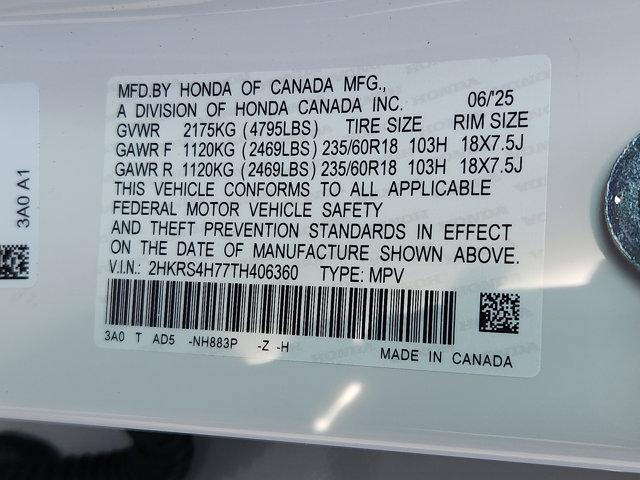 MFD.BY HONDA OF CANADA MFG.,
A DIVISION OF HONDA CANADA INC. 06/'25
GVWR 2175KG (4795LBS) TIRE SIZE RIM SIZE
GAWR F 1120KG (2469LBS) 235/60R18 103H 18X7.5J
GAWR R 1120KG (2469LBS) 235/60R18 103H 18X7.5J
THIS VEHICLE CONFORMS TO ALL APPLICABLE
FEDERAL MOTOR VEHICLE SAFETY
AND THEFT PREVENTION STANDARDS IN EFFECT
ON THE DATE OF MANUFACTURE SHOWN ABOVE.
V.I.N.: 2HKRS4H77TH406360 TYPE: MPV
3A0 T AD5 -NH883P -Z -H
MADE IN CANADA
3A0 A1